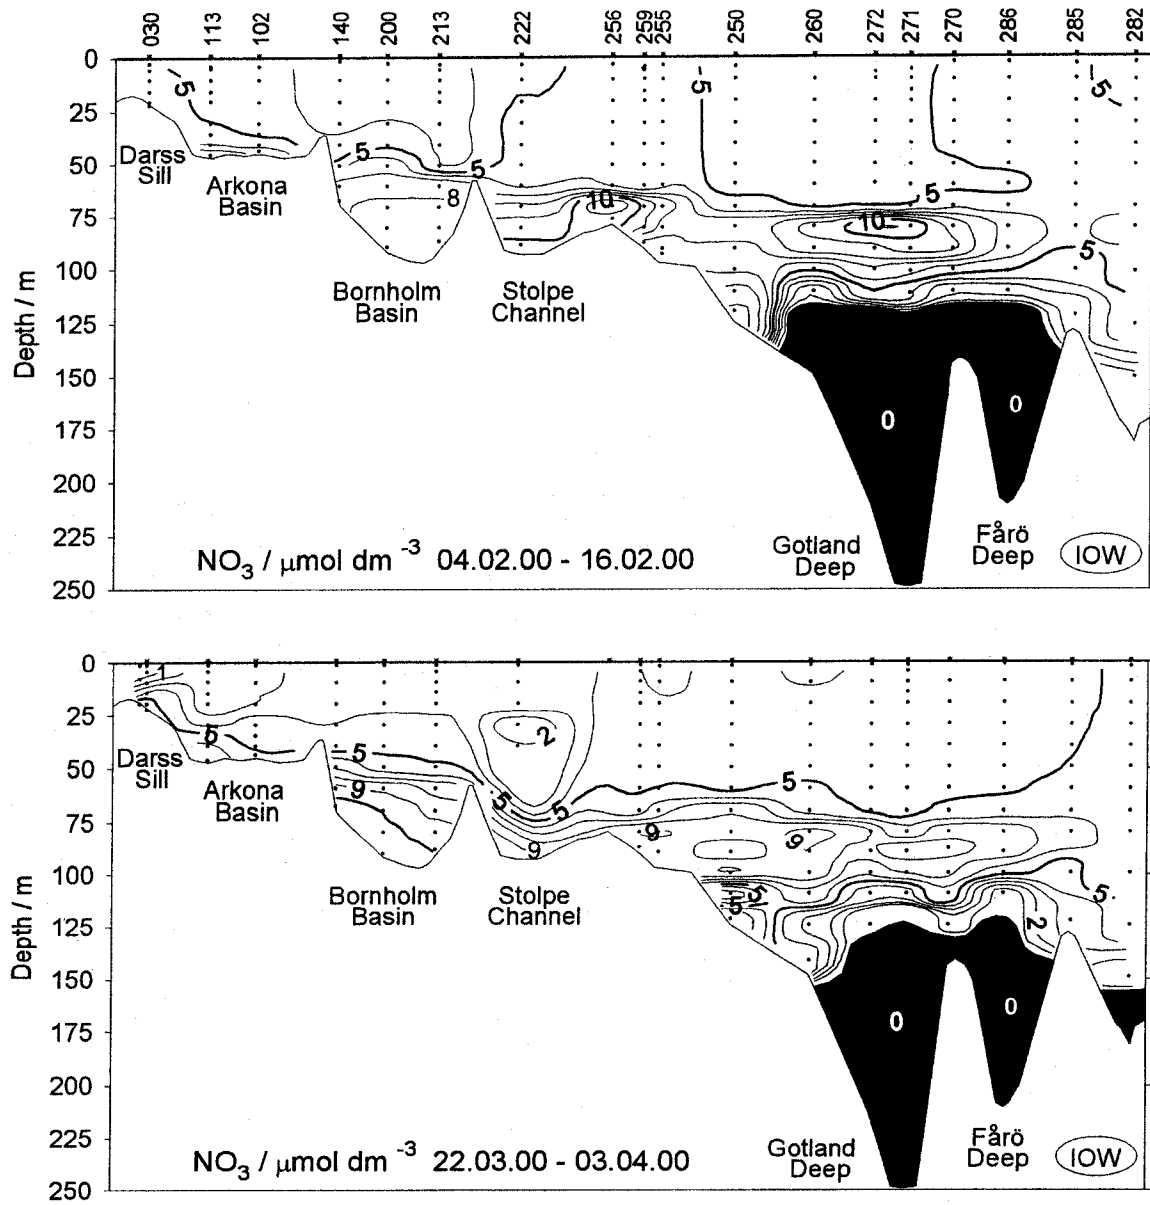 030 113 102 140 200 213 222 256 259 255 250 260 272 271 270 286 285 282
0
25
50
75
100
125
150
175
200
225
250
Depth / m
5 5 5 5 5 5 5
8 10 10
Darss
Sill
Arkona
Basin
Bornholm
Basin
Stolpe
Channel
0 0
Gotland
Deep
Fårö
Deep
IOW
NO3 / μmol dm -3 04.02.00 - 16.02.00
0
25
50
75
100
125
150
175
200
225
250
Depth / m
1
5 5 5 5 5 5 5 5
2 2
9 9 9 9
Darss
Sill
Arkona
Basin
Bornholm
Basin
Stolpe
Channel
0 0
Gotland
Deep
Fårö
Deep
IOW
NO3 / μmol dm -3 22.03.00 - 03.04.00